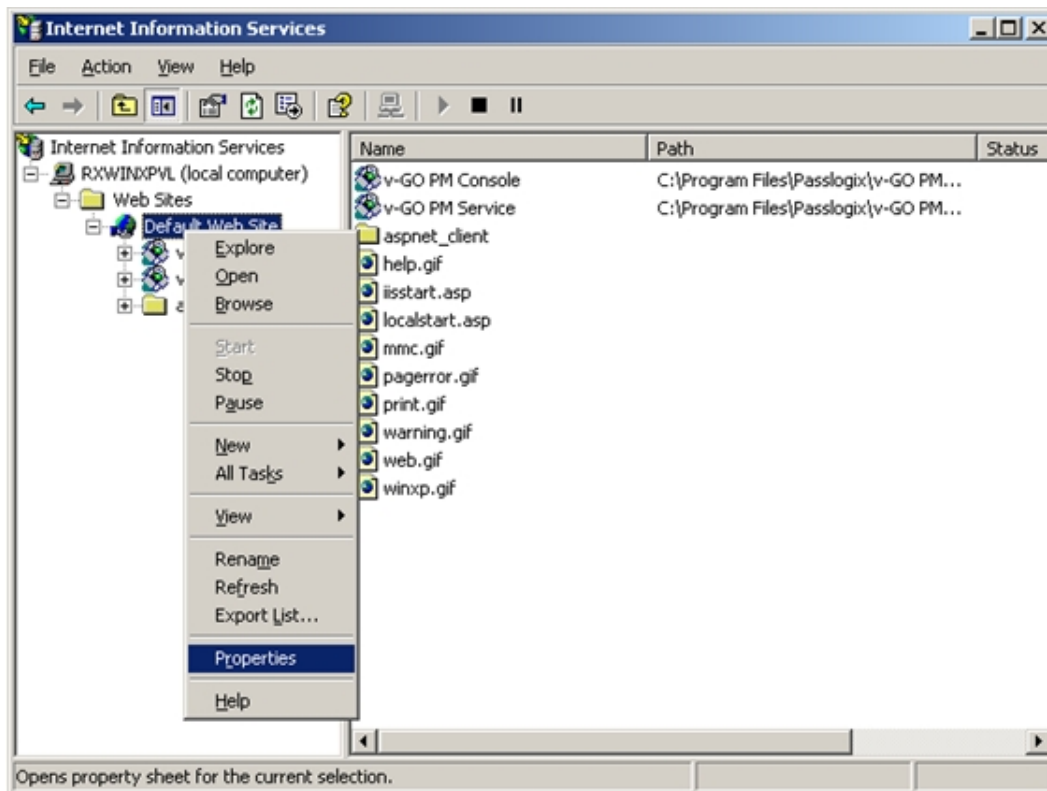 Internet Information Services
File Action View Help
Internet Information Services
RXWINXPVL (local computer)
Web Sites
Default Web Site
v
v
a
Explore
Open
Browse
Start
Stop
Pause
New
All Tasks
View
Rename
Refresh
Export List...
Properties
Help
Name Path Status
v-GO PM Console C:\Program Files\Passlogix\v-GO PM...
v-GO PM Service C:\Program Files\Passlogix\v-GO PM...
aspnet_client
help.gif
iisstart.asp
localstart.asp
mmc.gif
pagerror.gif
print.gif
warning.gif
web.gif
winxp.gif
Opens property sheet for the current selection.